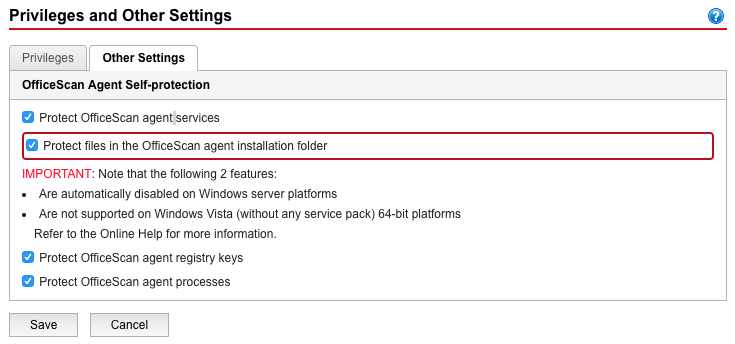 Privileges and Other Settings
?
Privileges
Other Settings
OfficeScan Agent Self-protection
Protect OfficeScan agent services
Protect files in the OfficeScan agent installation folder
IMPORTANT: Note that the following 2 features:
• Are automatically disabled on Windows server platforms
• Are not supported on Windows Vista (without any service pack) 64-bit platforms
Refer to the Online Help for more information.
Protect OfficeScan agent registry keys
Protect OfficeScan agent processes
Save
Cancel